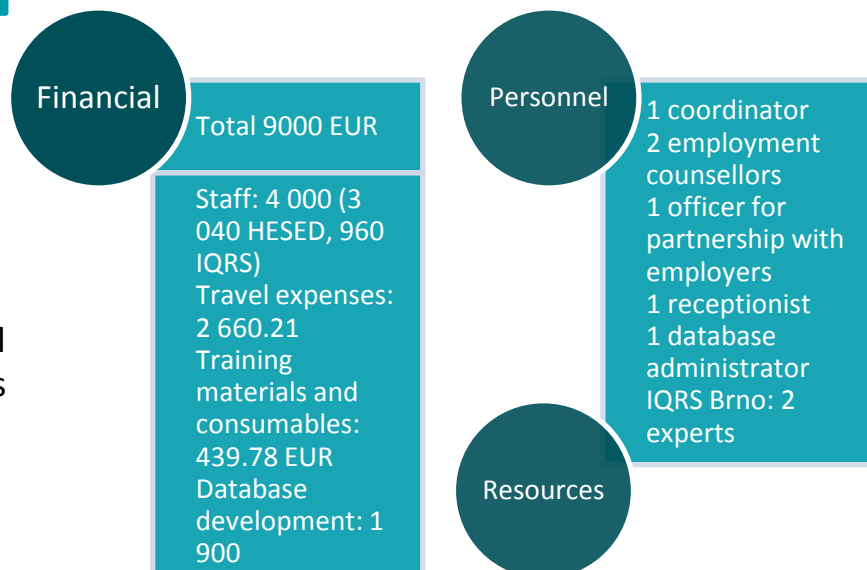 Financial
Total 9000 EUR
Staff: 4 000 (3
040 HESED, 960
IQRS)
Travel expenses:
2 660.21
Training
materials and
consumables:
439.78 EUR
Database
development: 1
900
Personnel
1 coordinator
2 employment
counsellors
1 officer for
partnership with
employers
1 receptionist
1 database
administrator
IQRS Brno: 2
experts
Resources